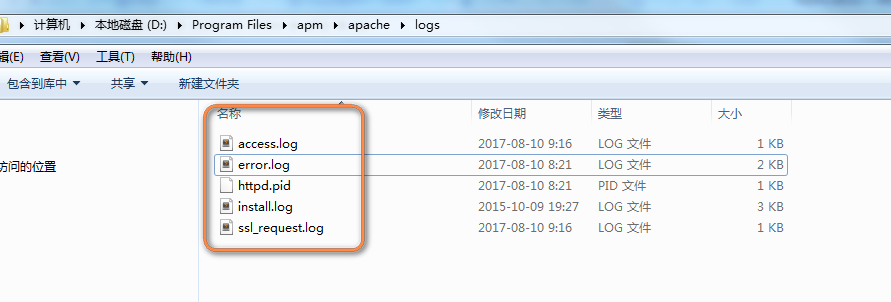 计算机 ▸ 本地磁盘 (D:) ▸ Program Files ▸ apm ▸ apache ▸ logs
辑(E) 查看(V) 工具(T) 帮助(H)
包含到库中 共享 新建文件夹
名称 修改日期 类型 大小
access.log 2017-08-10 9:16 LOG 文件 1 KB
访问的位置
error.log 2017-08-10 8:21 LOG 文件 2 KB
httpd.pid 2017-08-10 8:21 PID 文件 1 KB
install.log 2015-10-09 19:27 LOG 文件 3 KB
ssl_request.log 2017-08-10 9:16 LOG 文件 1 KB